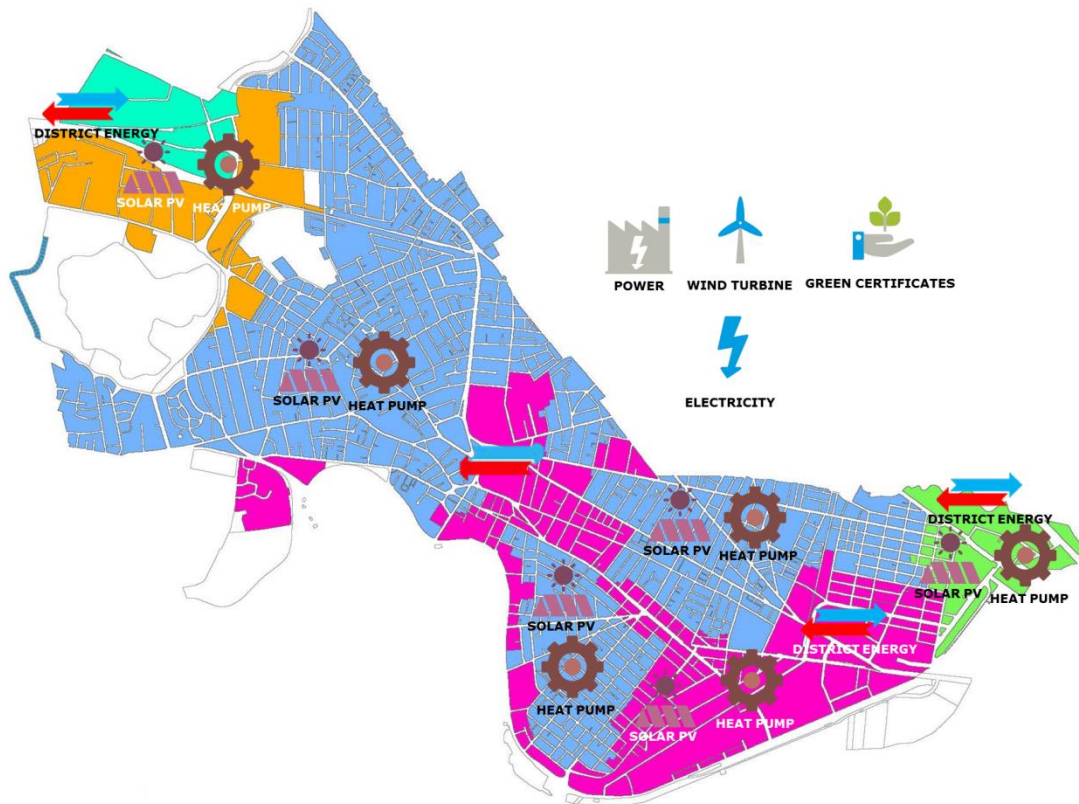 DISTRICT ENERGY
SOLAR PV
HEAT PUMP
POWER
WIND TURBINE
GREEN CERTIFICATES
ELECTRICITY
SOLAR PV
HEAT PUMP
DISTRICT ENERGY
SOLAR PV
HEAT PUMP
SOLAR PV
HEAT PUMP
SOLAR PV
HEAT PUMP
DISTRICT ENERGY
SOLAR PV
HEAT PUMP